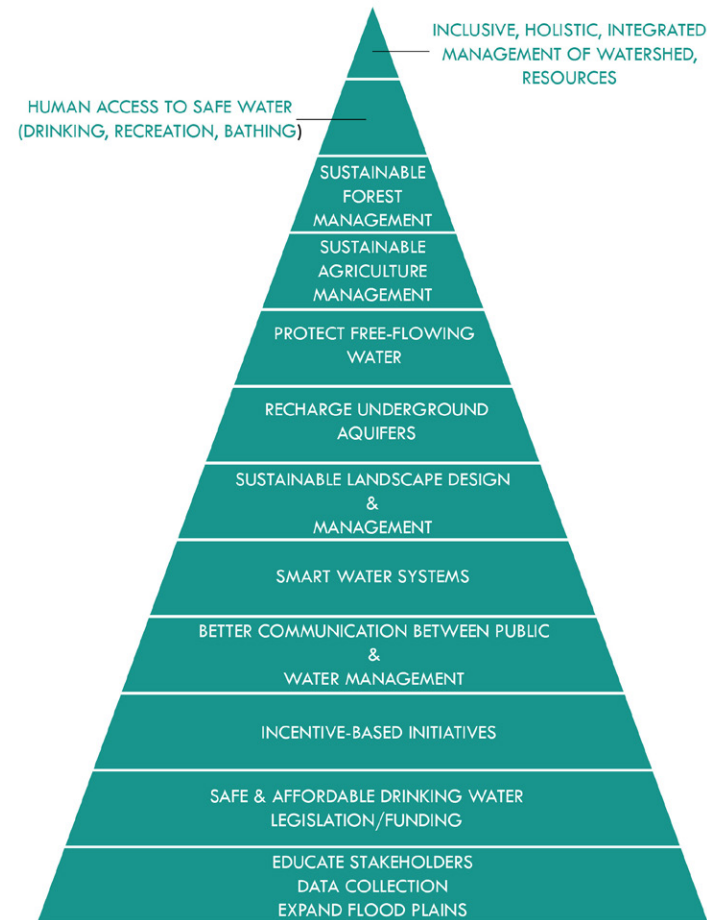 INCLUSIVE, HOLISTIC, INTEGRATED
MANAGEMENT OF WATERSHED,
RESOURCES
HUMAN ACCESS TO SAFE WATER
(DRINKING, RECREATION, BATHING)
SUSTAINABLE
FOREST
MANAGEMENT
SUSTAINABLE
AGRICULTURE
MANAGEMENT
PROTECT FREE-FLOWING
WATER
RECHARGE UNDERGROUND
AQUIFERS
SUSTAINABLE LANDSCAPE DESIGN
&
MANAGEMENT
SMART WATER SYSTEMS
BETTER COMMUNICATION BETWEEN PUBLIC
&
WATER MANAGEMENT
INCENTIVE-BASED INITIATIVES
SAFE & AFFORDABLE DRINKING WATER
LEGISLATION/FUNDING
EDUCATE STAKEHOLDERS
DATA COLLECTION
EXPAND FLOOD PLAINS